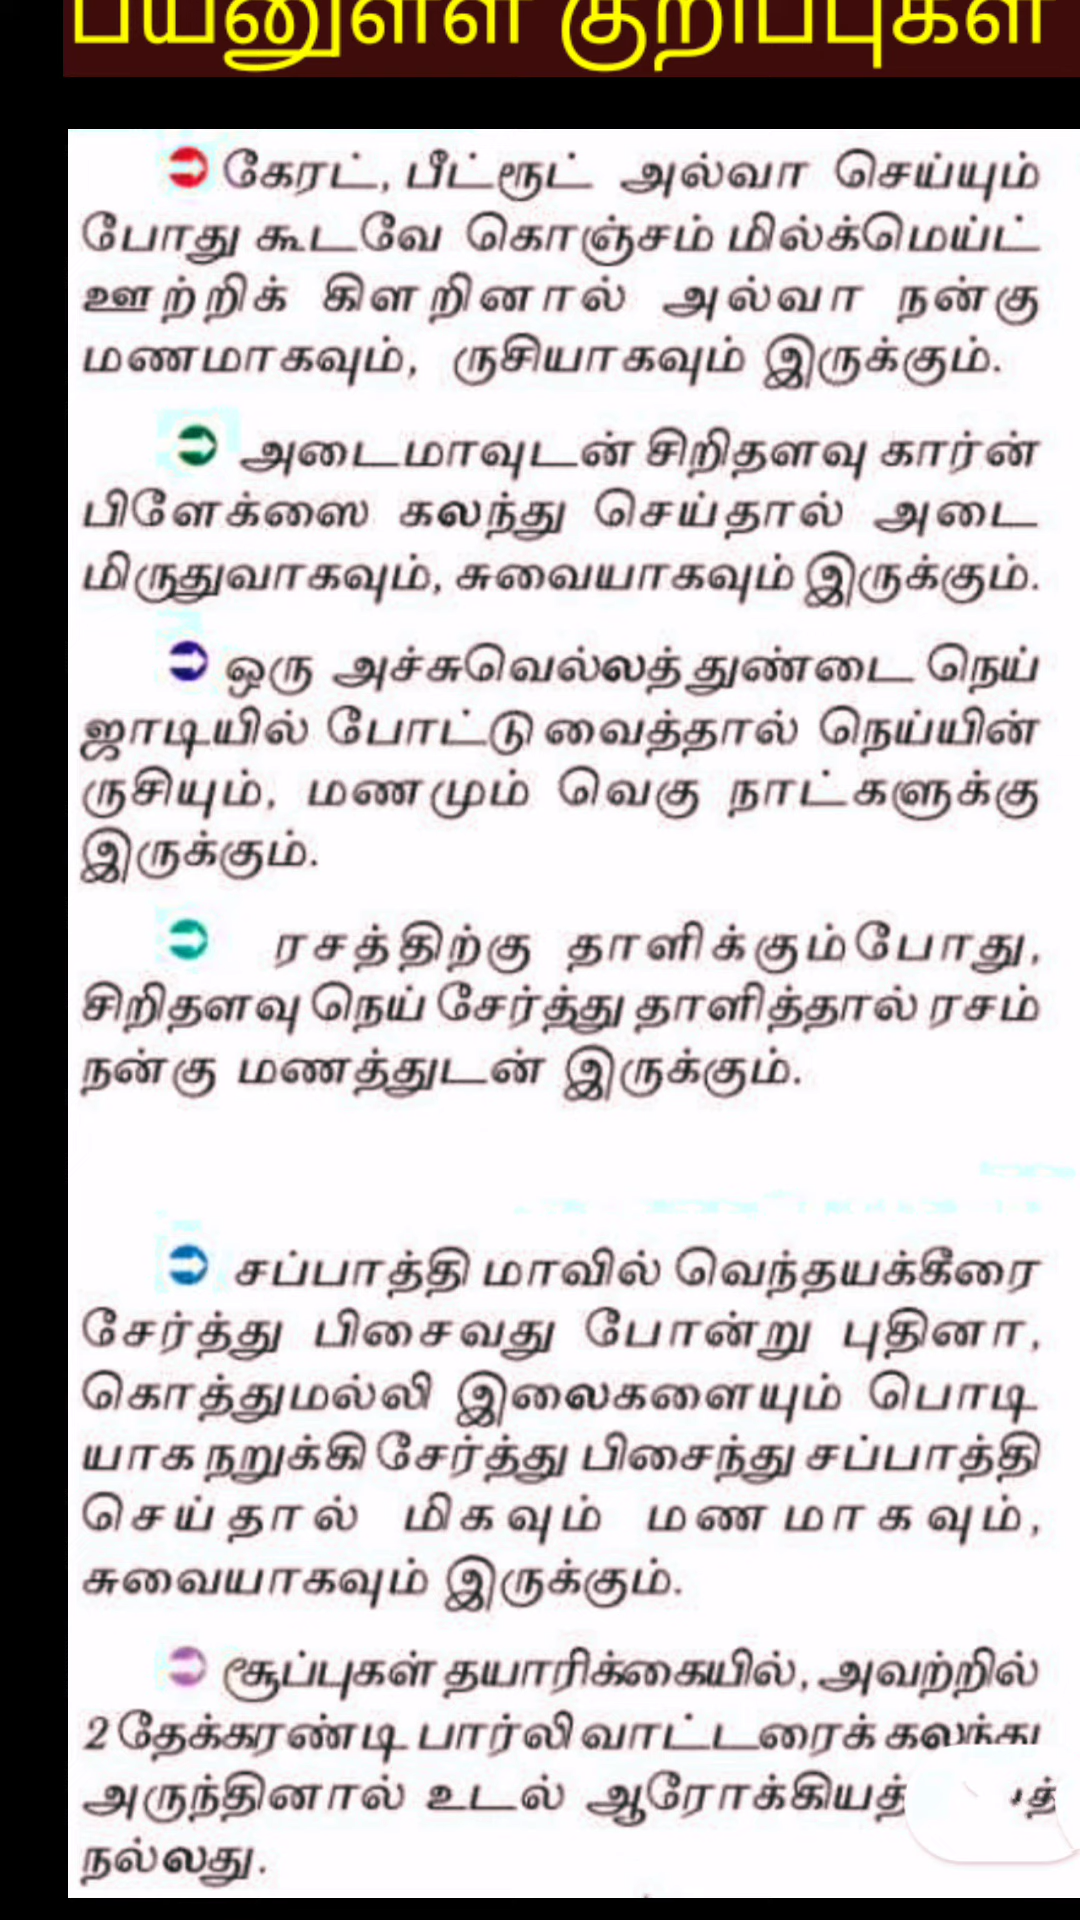 பயனுள்ள குறிப்புகள்
கேரட், பீட்ரூட் அல்வா செய்யும்
போது கூடவே கொஞ்சம் மில்க்மெய்ட்
ஊற்றிக் கிளறினால் அல்வா நன்கு
மணமாகவும், ருசியாகவும் இருக்கும்.
அடைமாவுடன் சிறிதளவு கார்ன்
பிளேக்ஸை கலந்து செய்தால் அடை
மிருதுவாகவும், சுவையாகவும் இருக்கும்.
ஒரு அச்சுவெல்லத் துண்டை நெய்
ஜாடியில் போட்டு வைத்தால் நெய்யின்
ருசியும், மணமும் வெகு நாட்களுக்கு
இருக்கும்.
ரசத்திற்கு தாளிக்கும்போது,
சிறிதளவு நெய் சேர்த்து தாளித்தால் ரசம்
நன்கு மணத்துடன் இருக்கும்.
சப்பாத்தி மாவில் வெந்தயக்கீரை
சேர்த்து பிசைவது போன்று புதினா,
கொத்துமல்லி இலைகளையும் பொடி
யாக நறுக்கி சேர்த்து பிசைந்து சப்பாத்தி
செய்தால் மிகவும் மணமாகவும்,
சுவையாகவும் இருக்கும்.
சூப்புகள் தயாரிக்கையில், அவற்றில்
2 தேக்கரண்டி பார்லி வாட்டரைக் கலந்து
அருந்தினால் உடல்
நல்லது.